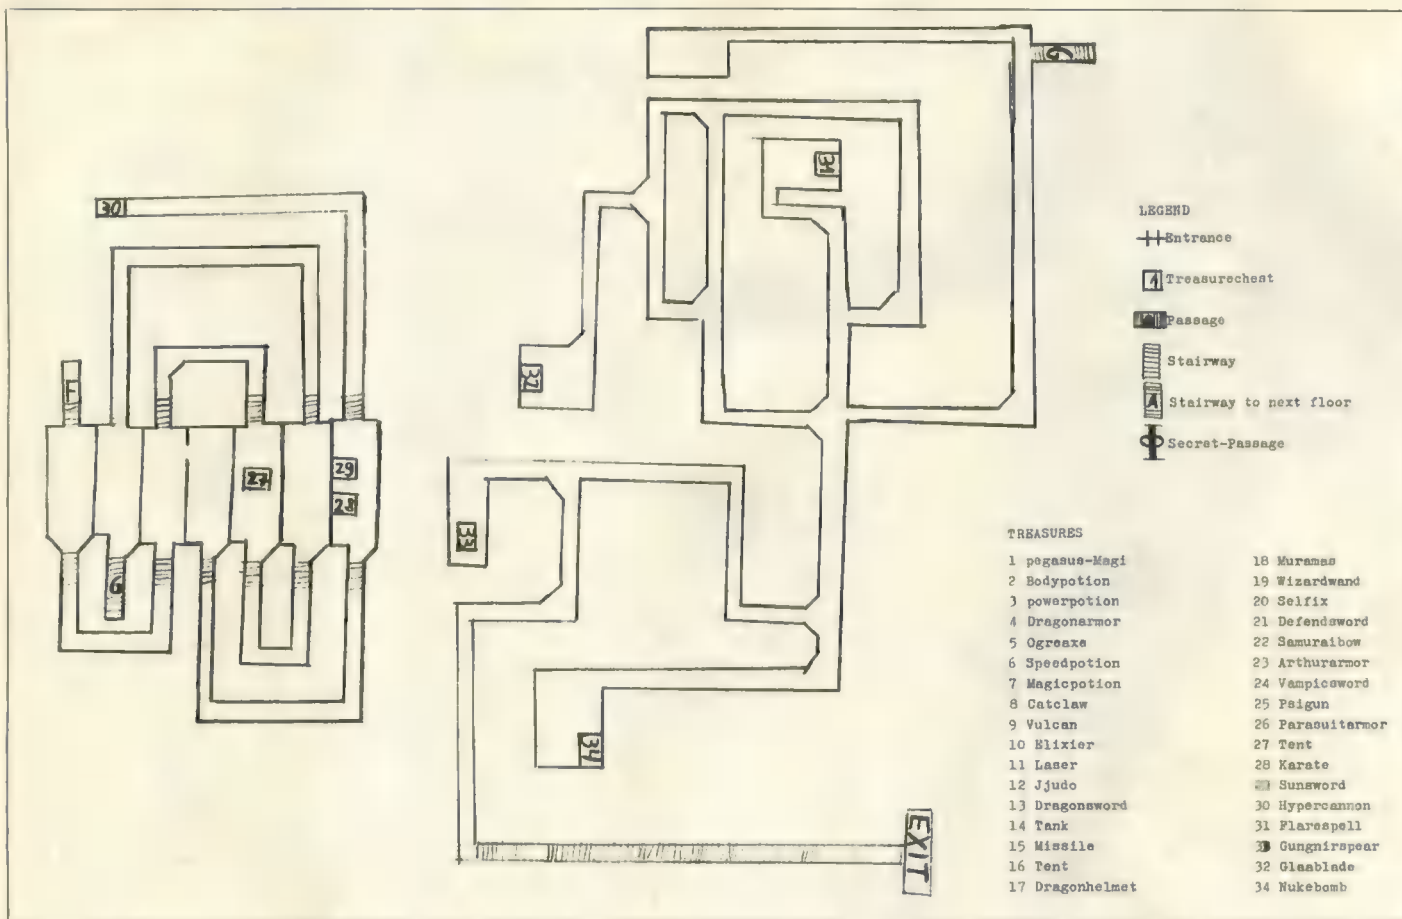 30
F
G
27
29
28
G
31
32
33
34
EXIT
LEGEND
Entrance
Treasurechest
Passage
Stairway
A Stairway to next floor
Secret-Passage
TREASURES
1 pegasus-Magi
2 Bodypotion
3 powerpotion
4 Dragonarmor
5 Ogreaxe
6 Speedpotion
7 Magicpotion
8 Catclaw
9 Vulcan
10 Elixier
11 Laser
12 Jjudo
13 Dragonsword
14 Tank
15 Missile
16 Tent
17 Dragonhelmet
18 Muramas
19 Wizardwand
20 Selfix
21 Defendsword
22 Samuraibow
23 Arthurarmor
24 Vampicsword
25 Psigun
26 Parasuitarmor
27 Tent
28 Karate
Sunsword
30 Hypercannon
31 Flarespell
Gungnirspear
32 Glasblade
34 Nukebomb